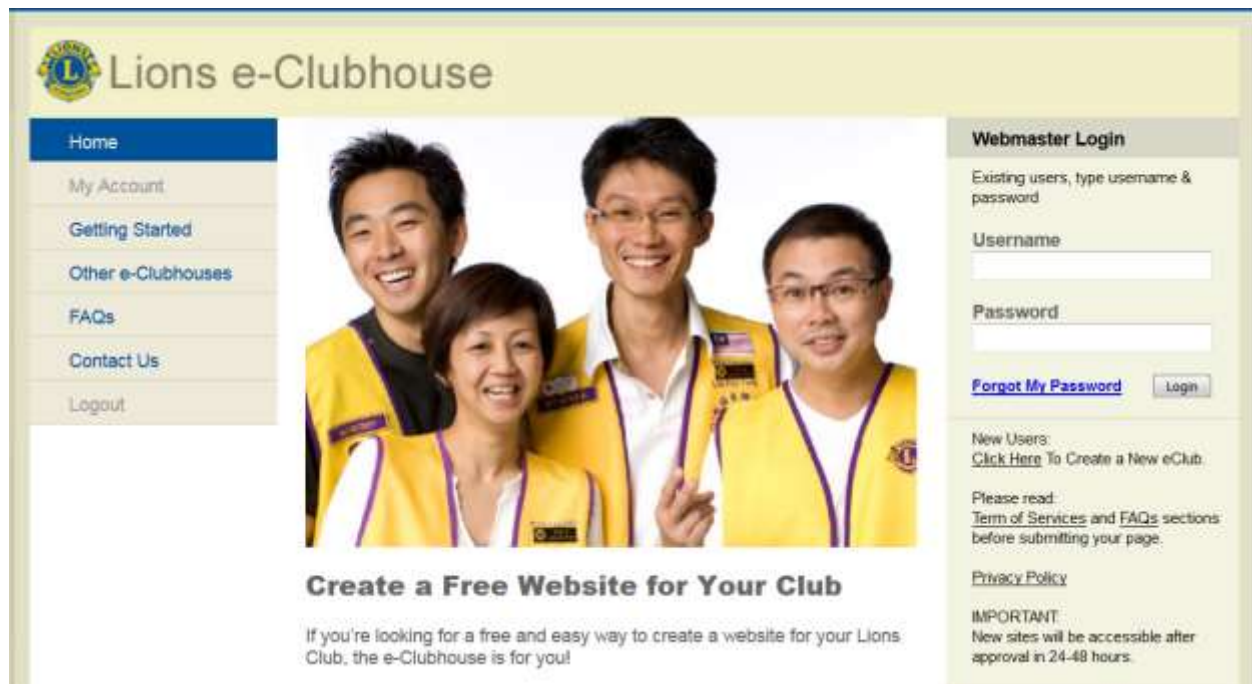 Lions e-Clubhouse
Home
My Account
Getting Started
Other e-Clubhouses
FAQs
Contact Us
Logout
Create a Free Website for Your Club
If you're looking for a free and easy way to create a website for your Lions
Club, the e-Clubhouse is for you!
Webmaster Login
Existing users, type username &
password
Username
Password
Forgot My Password Login
New Users:
Click Here To Create a New eClub.
Please read:
Term of Services and FAQs sections
before submitting your page.
Privacy Policy
IMPORTANT:
New sites will be accessible after
approval in 24-48 hours.